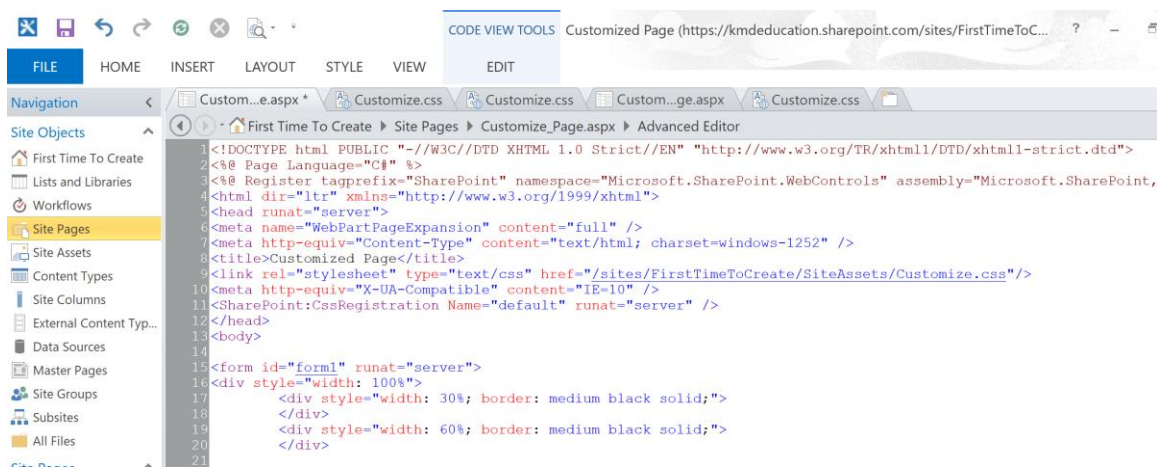 CODE VIEW TOOLS Customized Page (https://kmdeducation.sharepoint.com/sites/FirstTimeToC... ?
FILE HOME INSERT LAYOUT STYLE VIEW EDIT
Navigation
Custom...e.aspx * Customize.css Customize.css Custom...ge.aspx Customize.css
Site Objects
First Time To Create
Lists and Libraries
Workflows
Site Pages
Site Assets
Content Types
Site Columns
External Content Typ...
Data Sources
Master Pages
Site Groups
Subsites
All Files
First Time To Create Site Pages Customize_Page.aspx Advanced Editor
1 <!DOCTYPE html PUBLIC "-//W3C//DTD XHTML 1.0 Strict//EN" "http://www.w3.org/TR/xhtml1/DTD/xhtml1-strict.dtd">
2 <%@ Page Language="C#" %>
3 <%@ Register tagprefix="SharePoint" namespace="Microsoft.SharePoint.WebControls" assembly="Microsoft.SharePoint,
4 <html dir="ltr" xmlns="http://www.w3.org/1999/xhtml">
5 <head runat="server">
6 <meta name="WebPartPageExpansion" content="full" />
7 <meta http-equiv="Content-Type" content="text/html; charset=windows-1252" />
8 <title>Customized Page</title>
9 <link rel="stylesheet" type="text/css" href="/sites/FirstTimeToCreate/SiteAssets/Customize.css"/>
10 <meta http-equiv="X-UA-Compatible" content="IE=10" />
11 <SharePoint:CssRegistration Name="default" runat="server" />
12 </head>
13 <body>
14
15 <form id="form1" runat="server">
16 <div style="width: 100%">
17 <div style="width: 30%; border: medium black solid;">
18 </div>
19 <div style="width: 60%; border: medium black solid;">
20 </div>
21